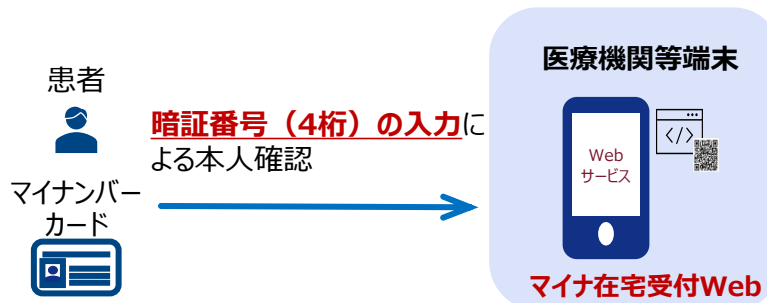 患者
マイナンバー
カード
暗証番号（4桁）の入力に
よる本人確認
医療機関等端末
Web
サービス
</>
マイナ在宅受付Web